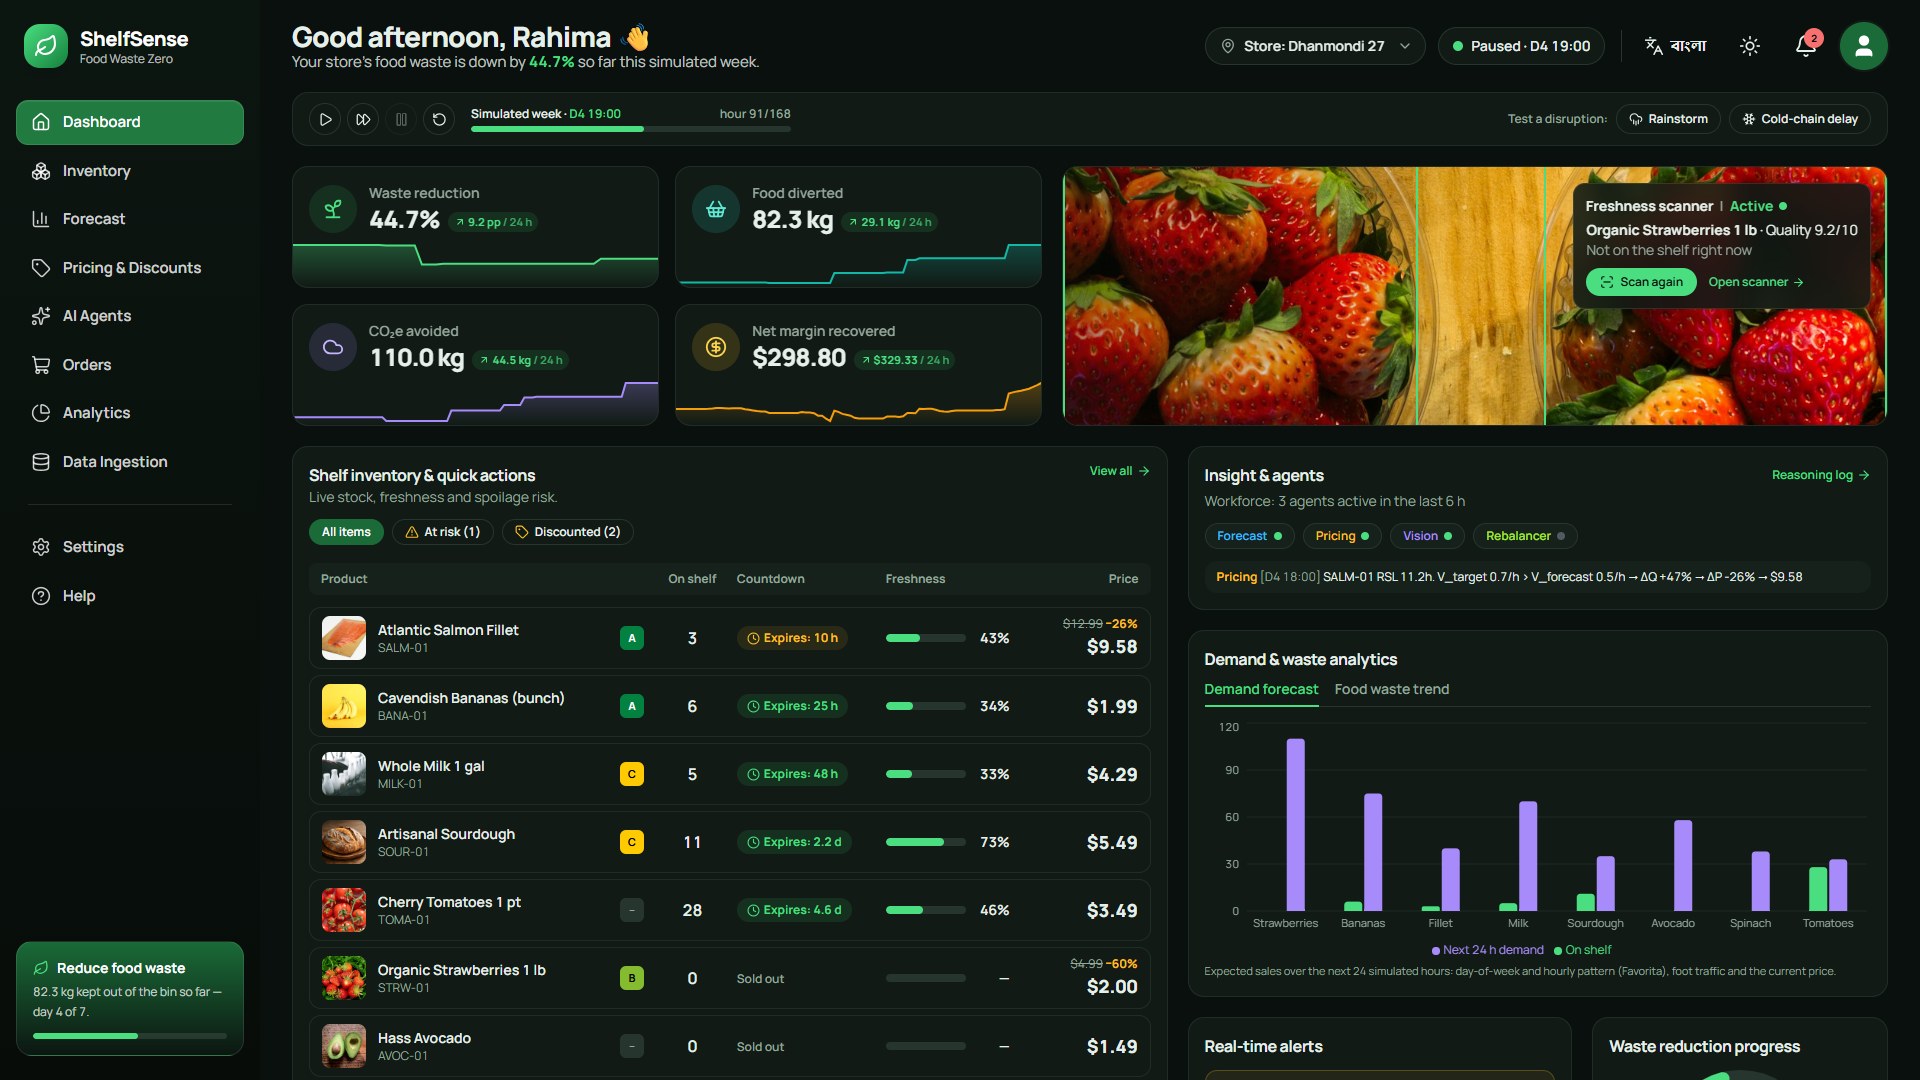 ShelfSense
Food Waste Zero
Dashboard
Inventory
Forecast
Pricing & Discounts
AI Agents
Orders
Analytics
Data Ingestion
Settings
Help
Reduce food waste
82.3 kg kept out of the bin so far —
day 4 of 7.
Good afternoon, Rahima 👋
Your store's food waste is down by 44.7% so far this simulated week.
Store: Dhanmondi 27
Paused · D4 19:00
বাংলা
2
Simulated week · D4 19:00
hour 91/168
Test a disruption:
Rainstorm
Cold-chain delay
Waste reduction
44.7%
↗ 9.2 pp / 24 h
Food diverted
82.3 kg
↗ 29.1 kg / 24 h
CO₂e avoided
110.0 kg
↗ 44.5 kg / 24 h
Net margin recovered
$298.80
↗ $329.33 / 24 h
Freshness scanner | Active
Organic Strawberries 1 lb · Quality 9.2/10
Not on the shelf right now
Scan again
Open scanner →
Shelf inventory & quick actions
View all →
Live stock, freshness and spoilage risk.
All items
At risk (1)
Discounted (2)
Product On shelf Countdown Freshness Price
Atlantic Salmon Fillet
SALM-01
A 3 Expires: 10 h 43%
$12.99 −26%
$9.58
Cavendish Bananas (bunch)
BANA-01
A 6 Expires: 25 h 34% $1.99
Whole Milk 1 gal
MILK-01
C 5 Expires: 48 h 33% $4.29
Artisanal Sourdough
SOUR-01
C 11 Expires: 2.2 d 73% $5.49
Cherry Tomatoes 1 pt
TOMA-01
– 28 Expires: 4.6 d 46% $3.49
Organic Strawberries 1 lb
STRW-01
B 0 Sold out —
$4.99 −60%
$2.00
Hass Avocado
AVOC-01
– 0 Sold out — $1.49
Insight & agents
Reasoning log →
Workforce: 3 agents active in the last 6 h
Forecast
Pricing
Vision
Rebalancer
Pricing [D4 18:00] SALM-01 RSL 11.2h. V_target 0.7/h > V_forecast 0.5/h → ΔQ +47% → ΔP -26% → $9.58
Demand & waste analytics
Demand forecast
Food waste trend
120
90
60
30
0
Strawberries Bananas Fillet Milk Sourdough Avocado Spinach Tomatoes
Next 24 h demand On shelf
Expected sales over the next 24 simulated hours: day-of-week and hourly pattern (Favorita), foot traffic and the current price.
Real-time alerts
Waste reduction progress